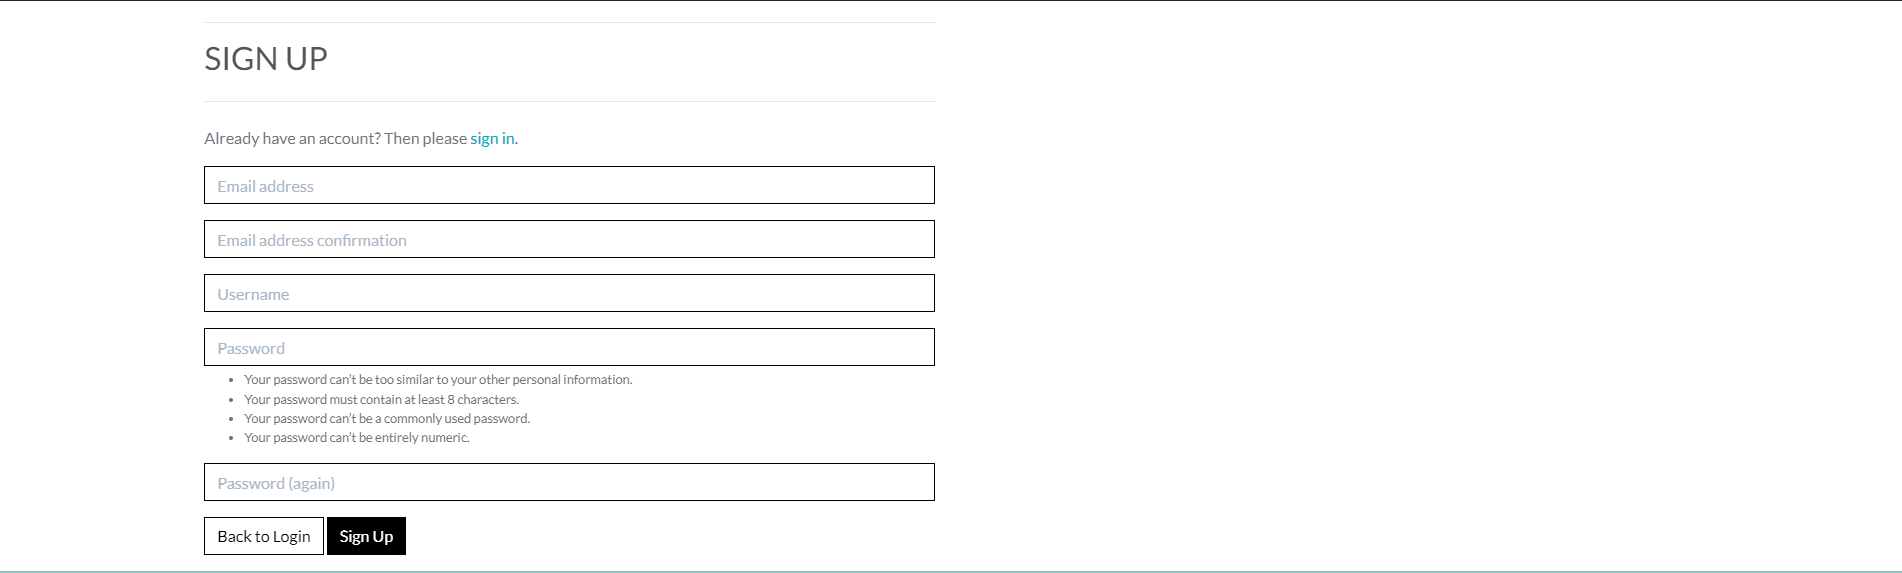 SIGN UP
Already have an account? Then please sign in.
Email address
Email address confirmation
Username
Password
• Your password can’t be too similar to your other personal information.
• Your password must contain at least 8 characters.
• Your password can’t be a commonly used password.
• Your password can’t be entirely numeric.
Password (again)
Back to Login Sign Up